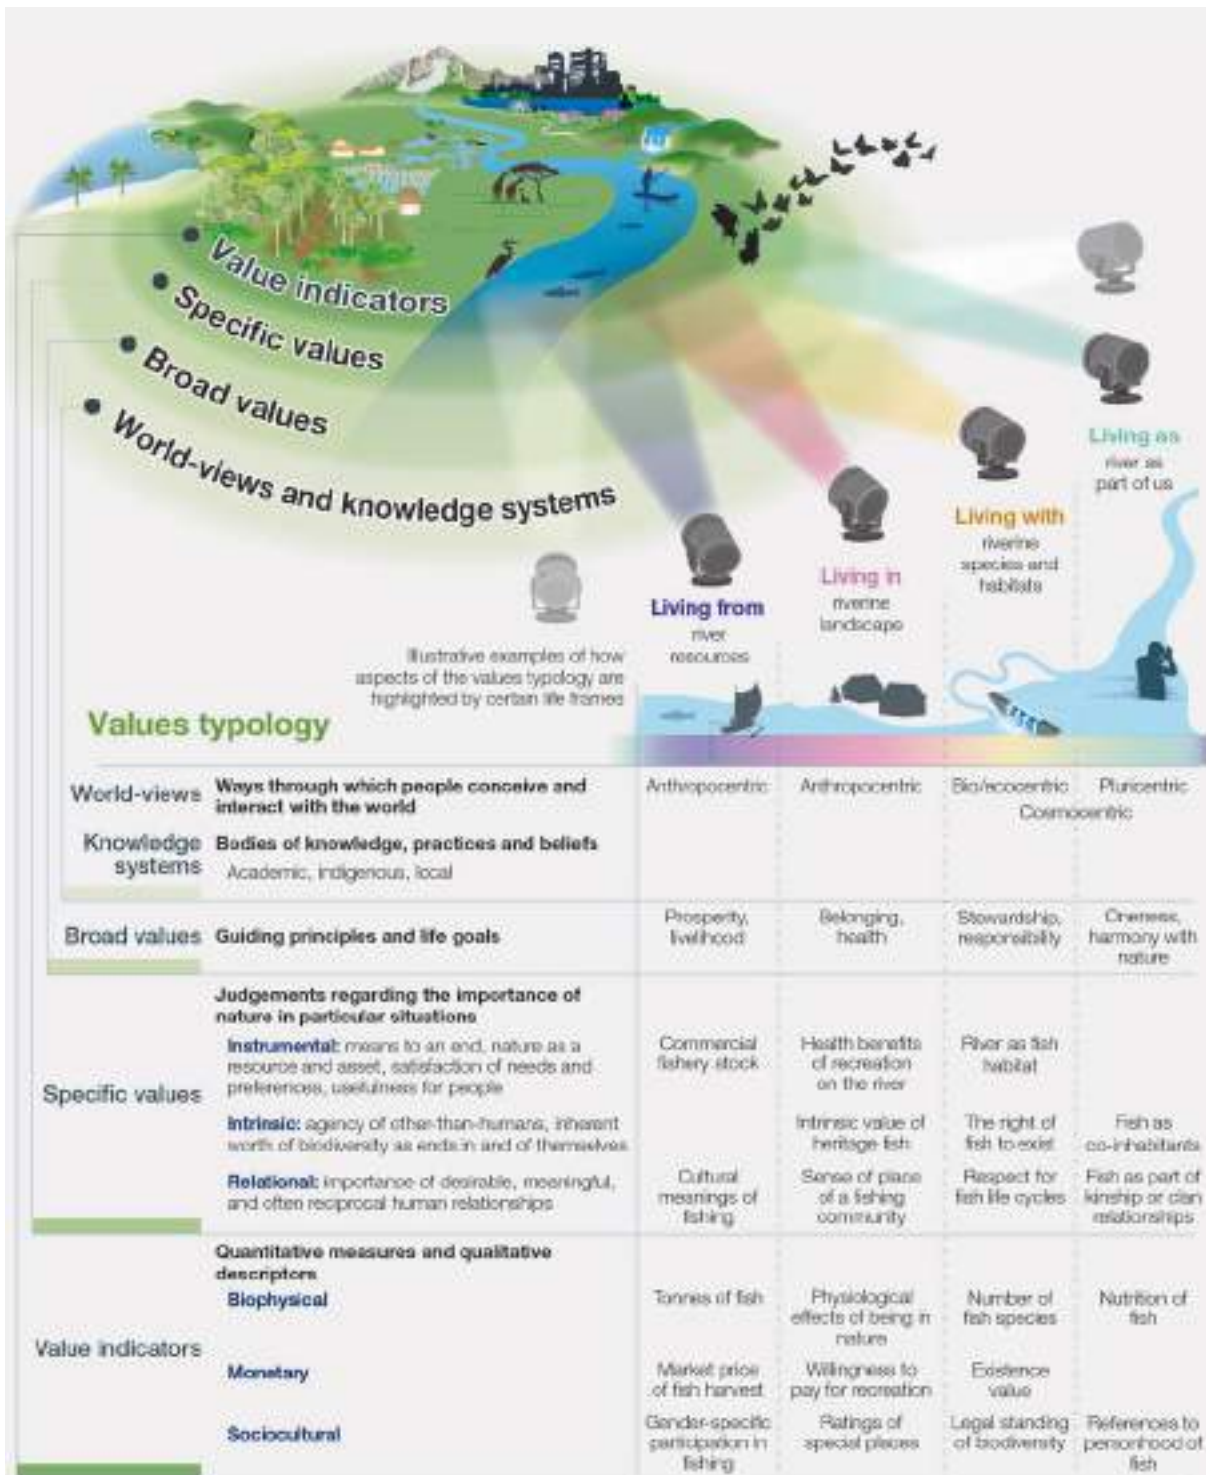 Value indicators
Specific values
Broad values
World-views and knowledge systems
Living as
river as
part of us
Living with
riverine
species and
habitats
Living in
riverine
landscape
Living from
river
resources
Illustrative examples of how
aspects of the values typology are
highlighted by certain life frames
Values typology
World-views
Ways through which people conceive and
interact with the world
Anthropocentric
Anthropocentric
Bio/ecocentric
Pluricentric
Cosmocentric
Knowledge
systems
Bodies of knowledge, practices and beliefs
Academic, indigenous, local
Broad values
Guiding principles and life goals
Prosperity,
livelihood
Belonging,
health
Stewardship,
responsibility
Oneness,
harmony with
nature
Specific values
Judgements regarding the importance of
nature in particular situations
Instrumental: means to an end, nature as a
resource and asset, satisfaction of needs and
preferences, usefulness for people
Commercial
fishery stock
Health benefits
of recreation
on the river
River as fish
habitat
Intrinsic: agency of other-than-humans, inherent
worth of biodiversity as ends in and of themselves
Intrinsic value of
heritage fish
The right of
fish to exist
Fish as
co-inhabitants
Relational: importance of desirable, meaningful,
and often reciprocal human relationships
Cultural
meanings of
fishing
Sense of place
of a fishing
community
Respect for
fish life cycles
Fish as part of
kinship or clan
relationships
Value indicators
Quantitative measures and qualitative
descriptors
Biophysical
Tonnes of fish
Physiological
effects of being in
nature
Number of
fish species
Nutrition of
fish
Monetary
Market price
of fish harvest
Willingness to
pay for recreation
Existence
value
Sociocultural
Gender-specific
participation in
fishing
Ratings of
special places
Legal standing
of biodiversity
References to
personhood of
fish